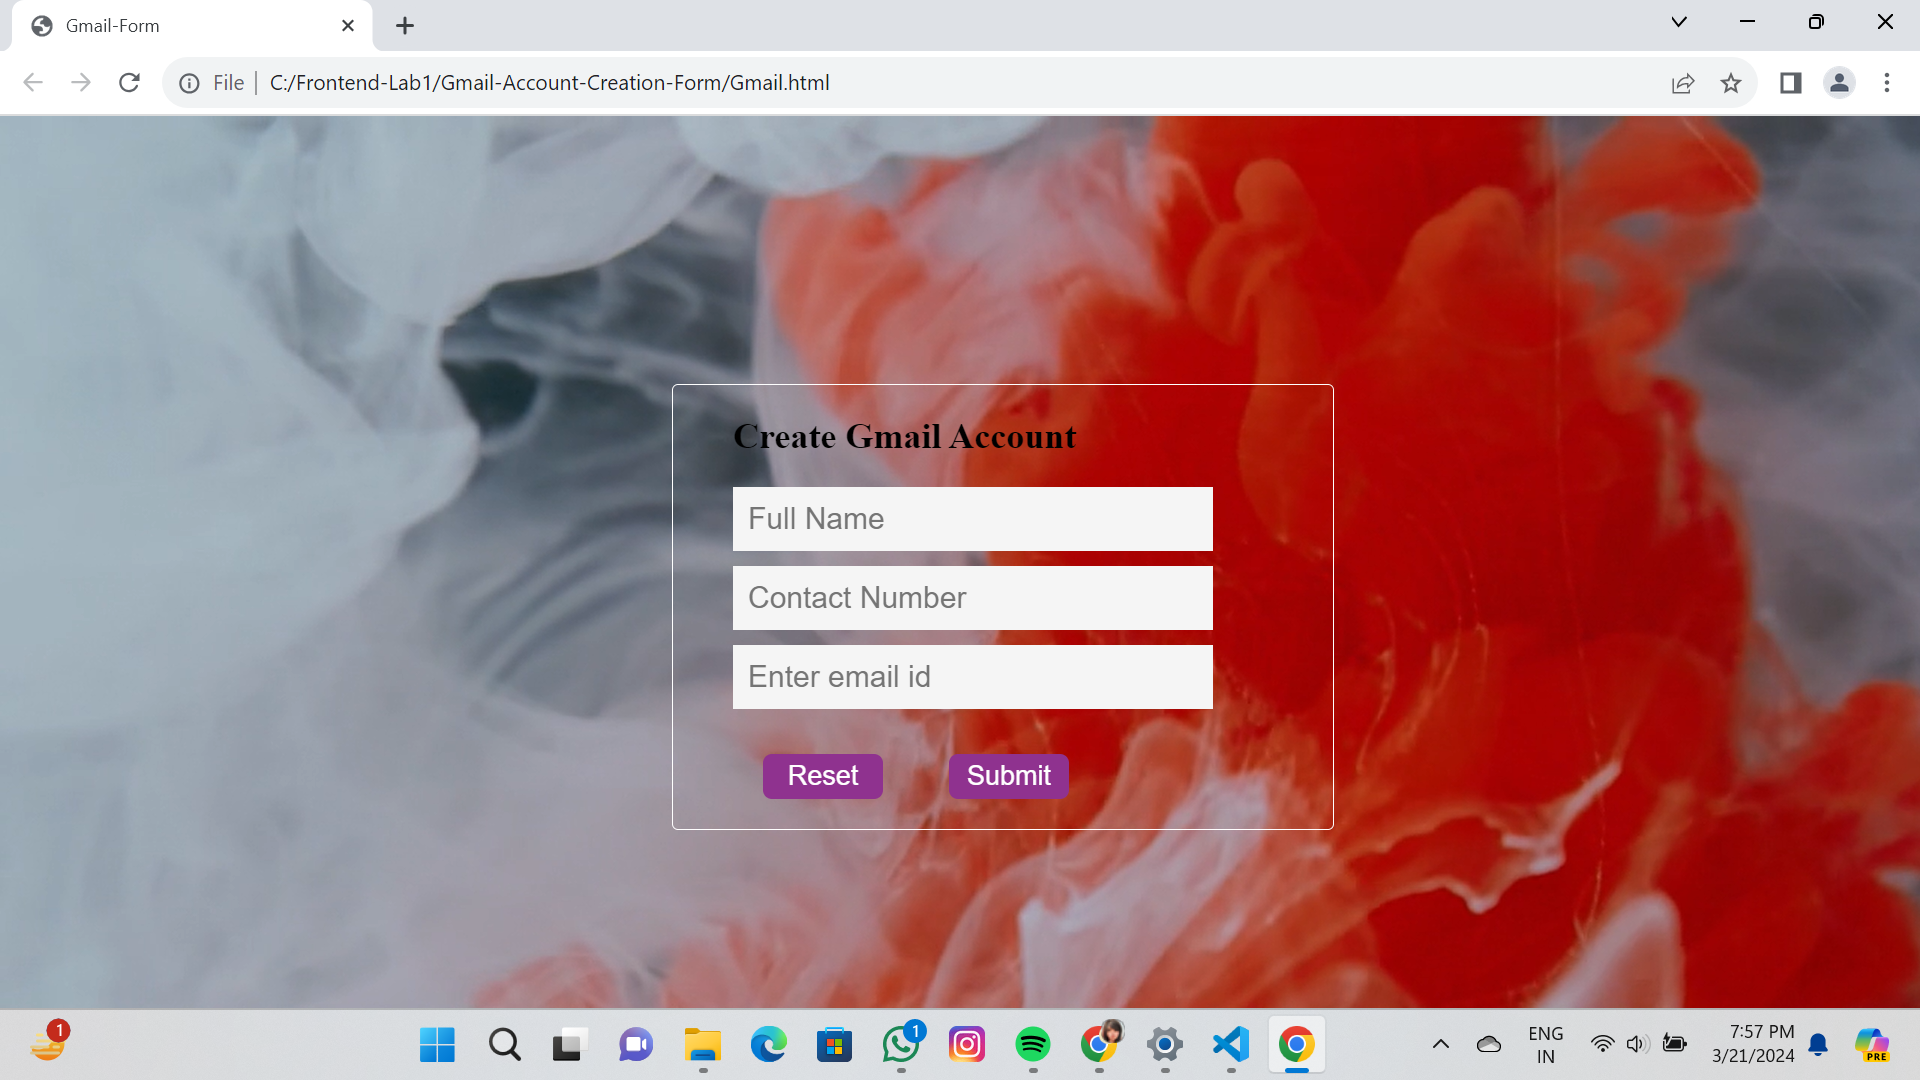 Gmail-Form
File
C:/Frontend-Lab1/Gmail-Account-Creation-Form/Gmail.html
Create Gmail Account
Full Name
Contact Number
Enter email id
Reset Submit
1
1
ENG
IN
7:57 PM
3/21/2024
PRE